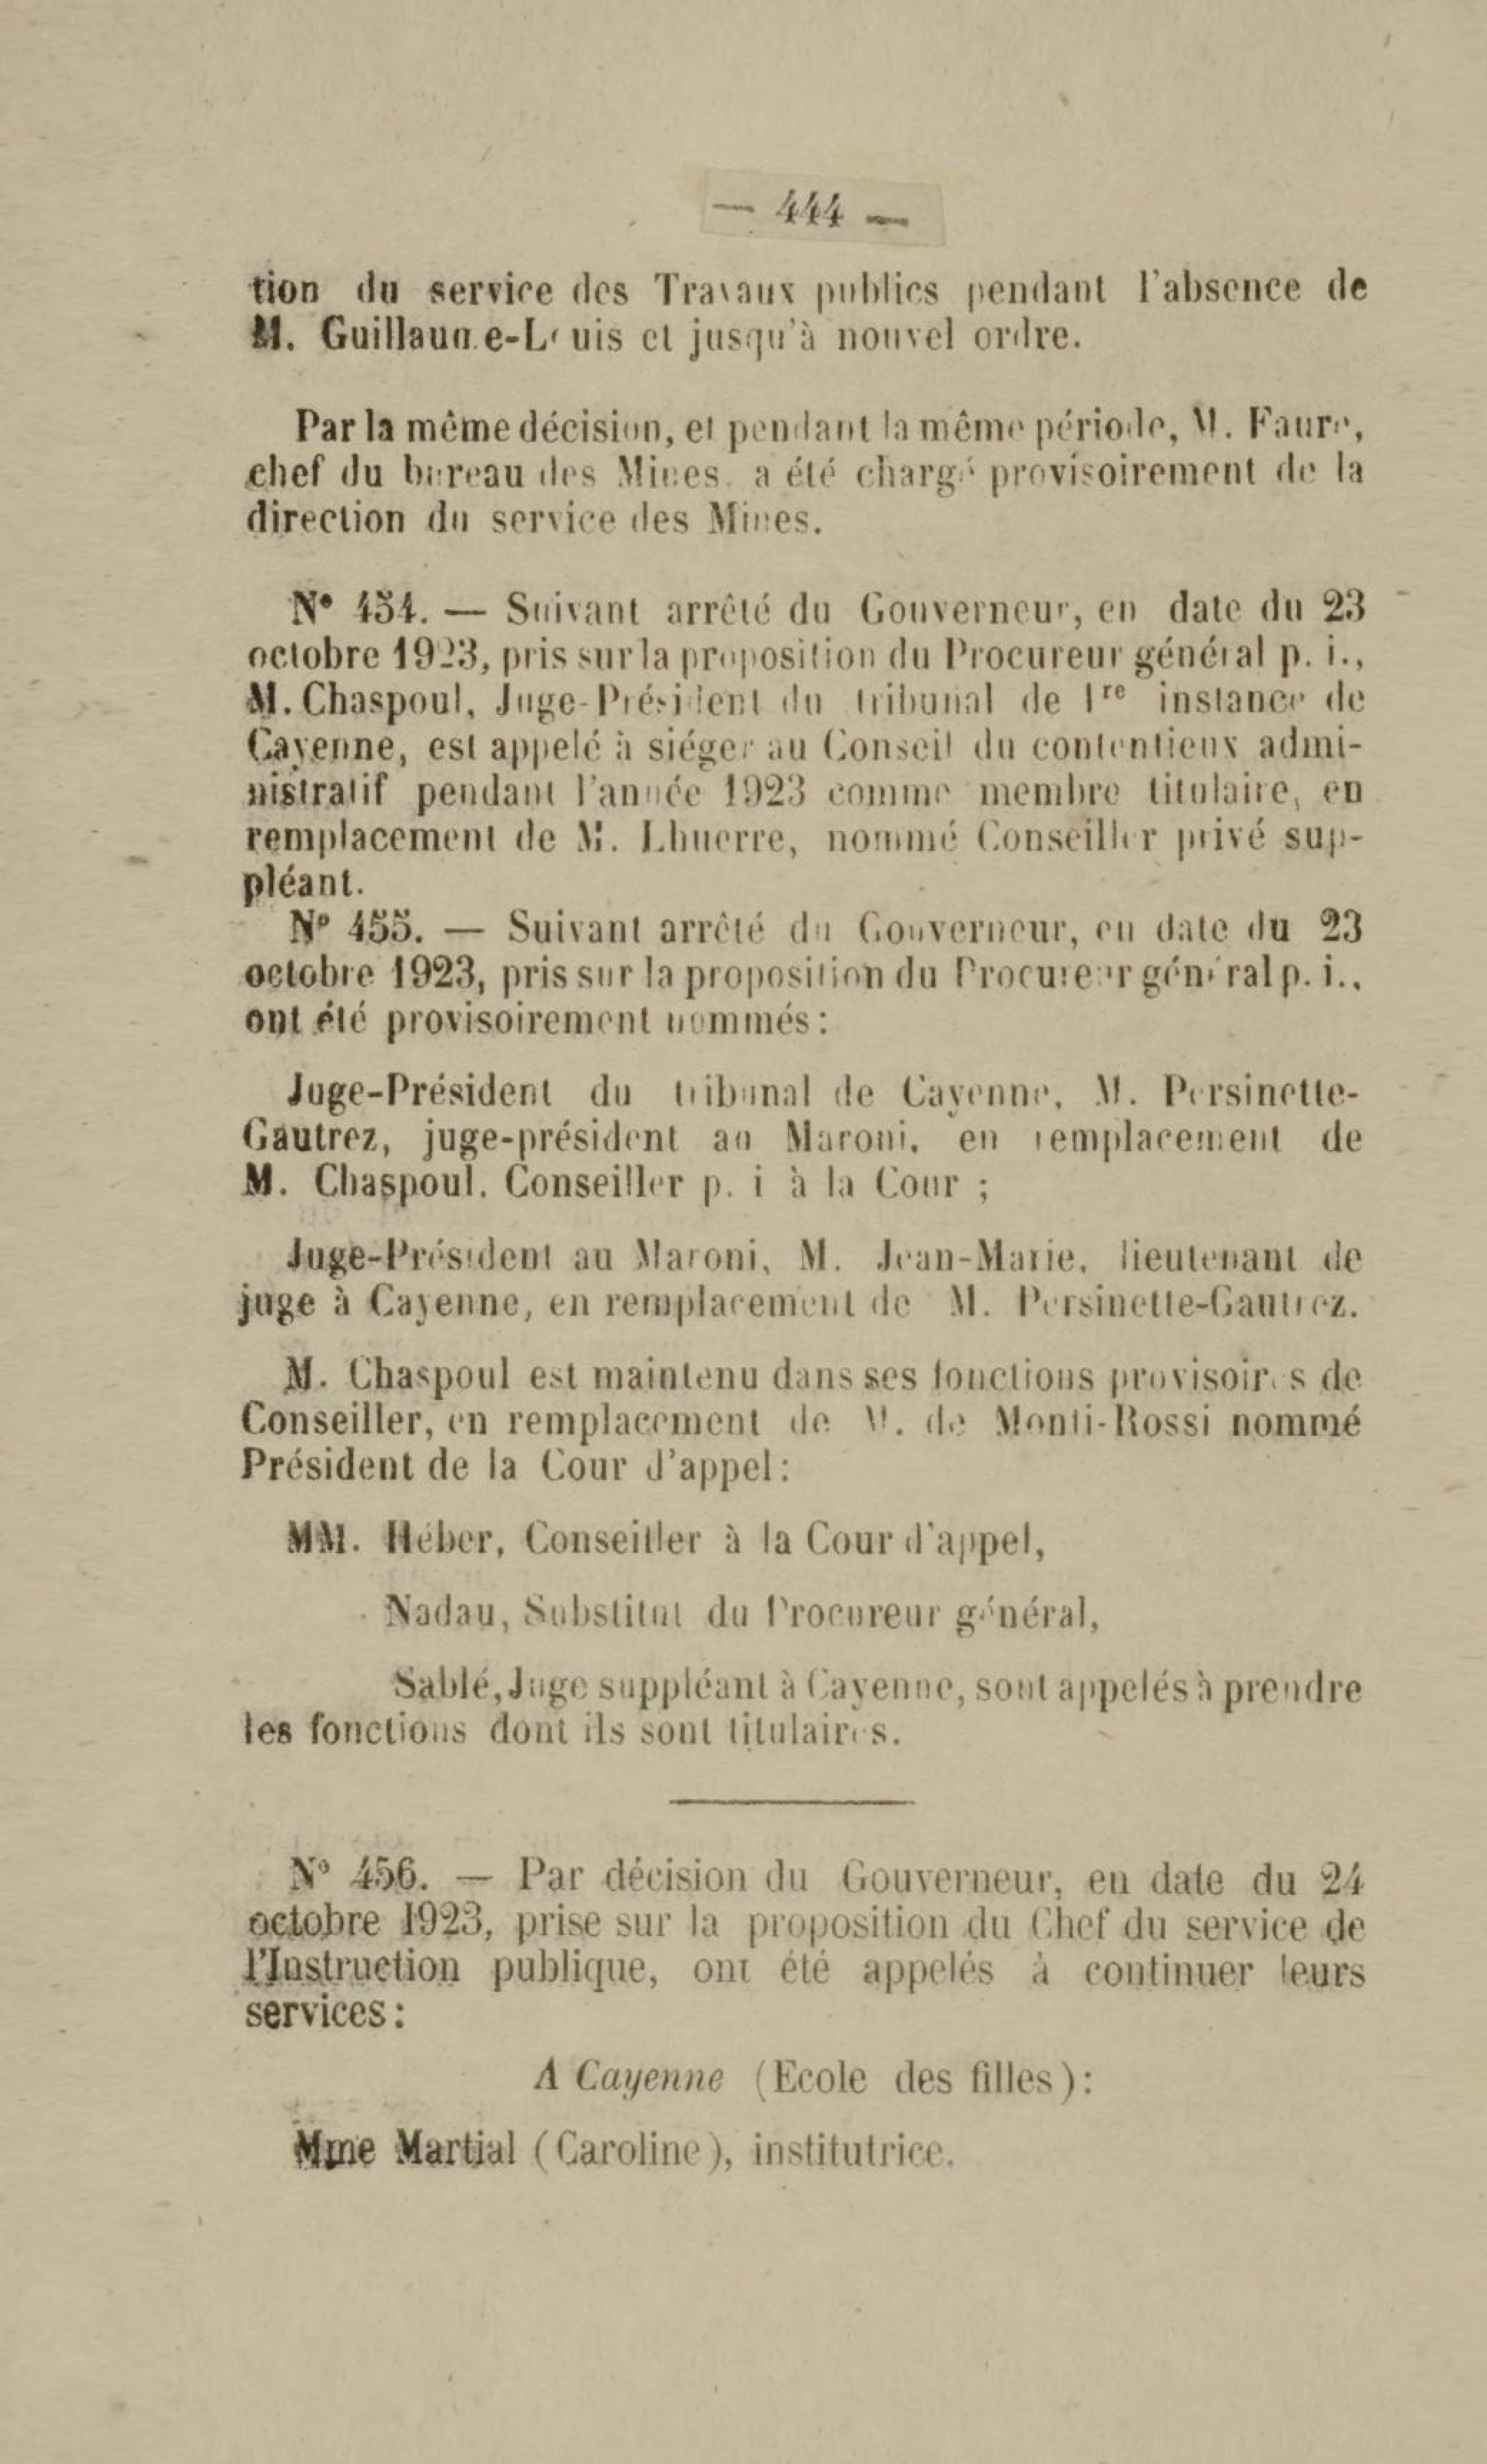 — 444 —
tion du service des Travaux publics pendant l'absence de
M. Guillaume-Louis et jusqu'à nouvel ordre.
Par la même décision, et pendant la même période, M. Faure,
chef du bureau des Mines, a été chargé provisoirement de la
direction du service des Mines.
N° 454. — Suivant arrêté du Gouverneur, en date du 23
octobre 1923, pris sur la proposition du Procureur général p. i.,
M. Chaspoul, Juge-Président du tribunal de 1re instance de
Cayenne, est appelé à siéger au Conseil du contentieux admi-
nistratif pendant l'année 1923 comme membre titulaire, en
remplacement de M. Lhuerre, nommé Conseiller privé sup-
pléant.
N° 455. — Suivant arrêté du Gouverneur, en date du 23
octobre 1923, pris sur la proposition du Procureur général p. i.,
ont été provisoirement nommés :
Juge-Président du tribunal de Cayenne, M. Persinette-
Gautrez, juge-président au Maroni, en remplacement de
M. Chaspoul, Conseiller p. i à la Cour ;
Juge-Président au Maroni, M. Jean-Marie, lieutenant de
juge à Cayenne, en remplacement de M. Persinette-Gautrez.
M. Chaspoul est maintenu dans ses fonctions provisoires de
Conseiller, en remplacement de M. de Monti-Rossi nommé
Président de la Cour d'appel :
MM. Héber, Conseiller à la Cour d'appel,
Nadau, Substitut du Procureur général,
Sablé, Juge suppléant à Cayenne, sont appelés à prendre
les fonctions dont ils sont titulaires.
N° 456. — Par décision du Gouverneur, en date du 24
octobre 1923, prise sur la proposition du Chef du service de
l'Instruction publique, ont été appelés à continuer leurs
services :
A Cayenne (Ecole des filles) :
Mme Martial (Caroline), institutrice.